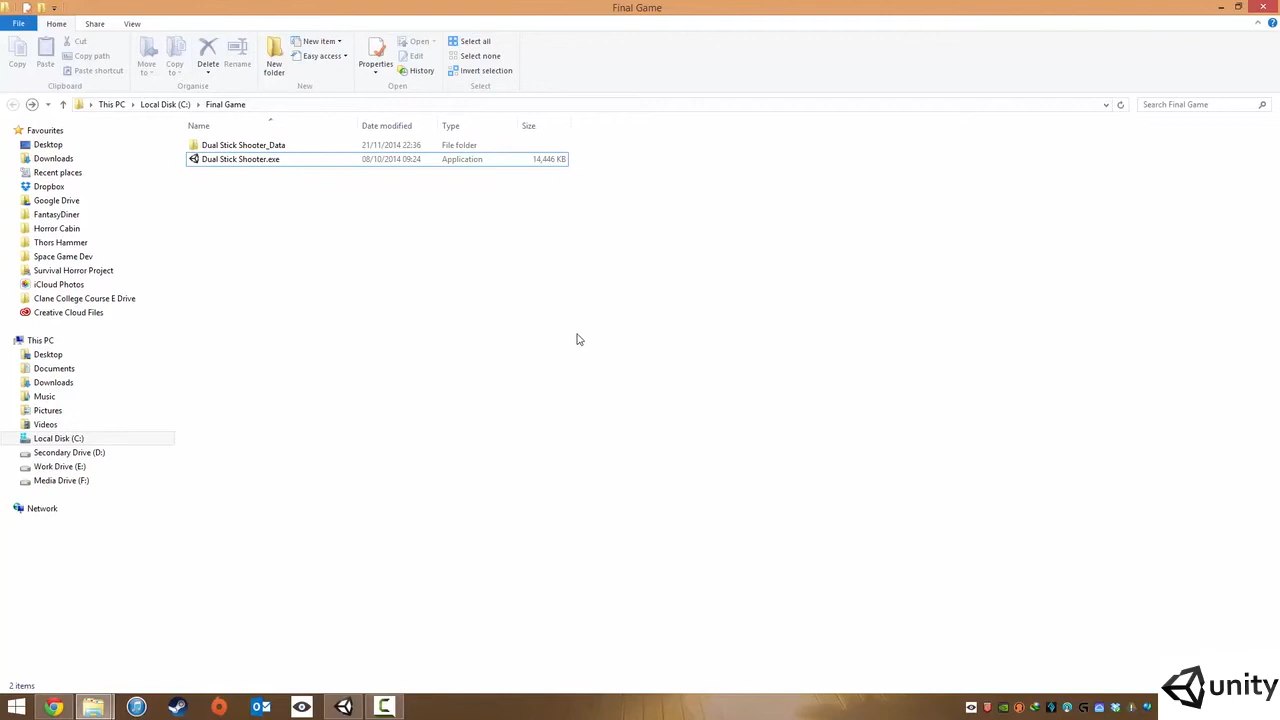 Final Game
File Home Share View
Copy Paste Cut Copy path Paste shortcut Clipboard
Move to Copy to Delete Rename Organise
New folder New item Easy access New
Properties Open Edit History Open
Select all Select none Invert selection Select
This PC Local Disk (C:) Final Game
Search Final Game
Name Date modified Type Size
Dual Stick Shooter_Data 21/11/2014 22:36 File folder
Dual Stick Shooter.exe 08/10/2014 09:24 Application 14,446 KB
Favourites
Desktop
Downloads
Recent places
Dropbox
Google Drive
FantasyDiner
Horror Cabin
Thors Hammer
Space Game Dev
Survival Horror Project
iCloud Photos
Clane College Course E Drive
Creative Cloud Files
This PC
Desktop
Documents
Downloads
Music
Pictures
Videos
Local Disk (C:)
Secondary Drive (D:)
Work Drive (E:)
Media Drive (F:)
Network
2 items
unity